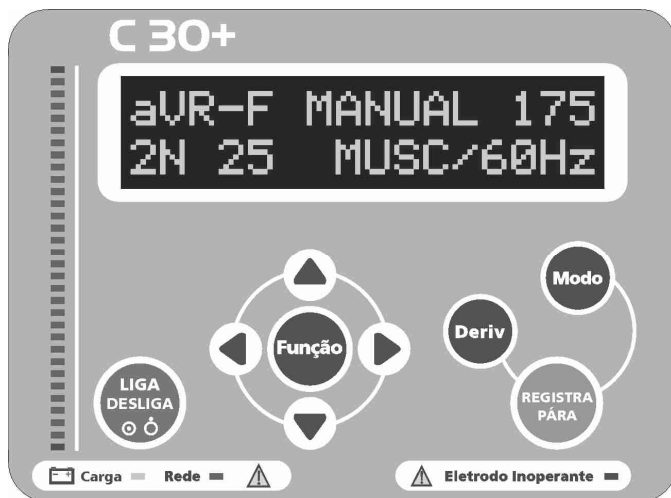 C 30+
aVR-F MANUAL 175
2N 25 MUSC/60Hz
Modo
Deriv
Função
LIGA
DESLIGA
REGISTRA
PÁRA
Carga Rede
Eletrodo Inoperante